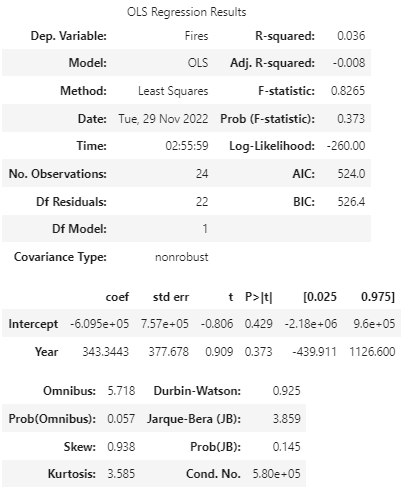 OLS Regression Results
Dep. Variable: Fires R-squared: 0.036
Model: OLS Adj. R-squared: -0.008
Method: Least Squares F-statistic: 0.8265
Date: Tue, 29 Nov 2022 Prob (F-statistic): 0.373
Time: 02:55:59 Log-Likelihood: -260.00
No. Observations: 24 AIC: 524.0
Df Residuals: 22 BIC: 526.4
Df Model: 1
Covariance Type: nonrobust
coef std err t P>|t| [0.025 0.975]
Intercept -6.095e+05 7.57e+05 -0.806 0.429 -2.18e+06 9.6e+05
Year 343.3443 377.678 0.909 0.373 -439.911 1126.600
Omnibus: 5.718 Durbin-Watson: 0.925
Prob(Omnibus): 0.057 Jarque-Bera (JB): 3.859
Skew: 0.938 Prob(JB): 0.145
Kurtosis: 3.585 Cond. No. 5.80e+05